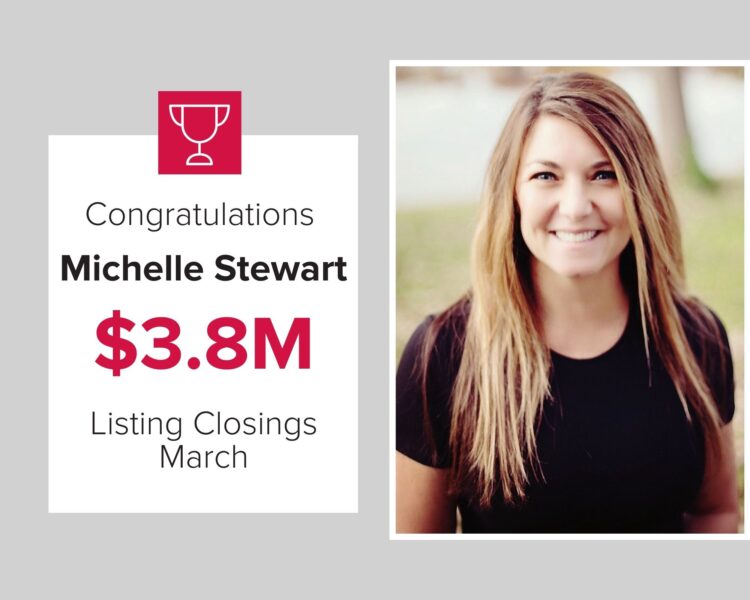 Congratulations
Michelle Stewart
$3.8M
Listing Closings
March